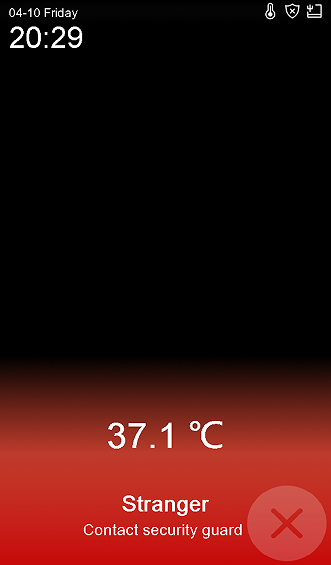 04-10 Friday
20:29
37.1 ℃
Stranger
Contact security guard